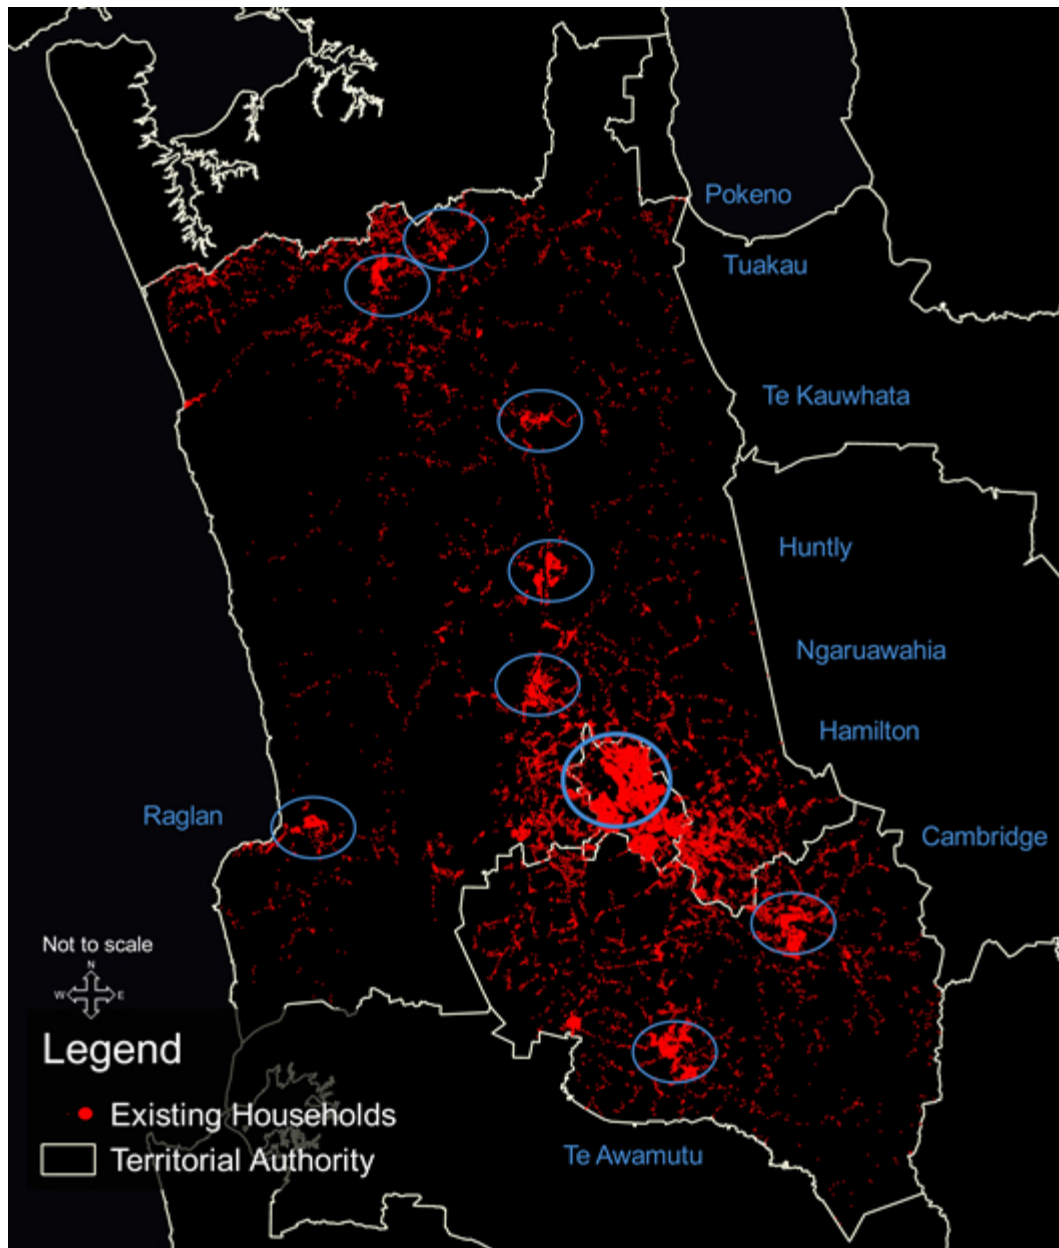 Pokeno
Tuakau
Te Kauwhata
Huntly
Ngaruawahia
Hamilton
Raglan
Cambridge
Not to scale
N
W E
S
Legend
Existing Households
Territorial Authority
Te Awamutu